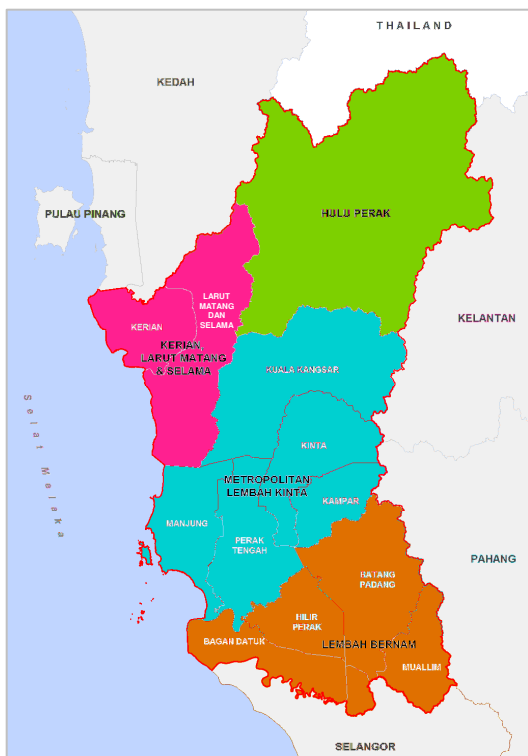 THAILAND
KEDAH
PULAU PINANG
HULU PERAK
LARUT
MATANG
DAN
SELAMA
KERIAN
KERIAN,
LARUT MATANG
& SELAMA
KELANTAN
KUALA KANGSAR
Selat Melaka
KINTA
METROPOLITAN
LEMBAH KINTA
KAMPAR
MANJUNG
PERAK
TENGAH
PAHANG
BATANG
PADANG
HILIR
PERAK
BAGAN DATUK
LEMBAH BERNAM
MUALLIM
SELANGOR